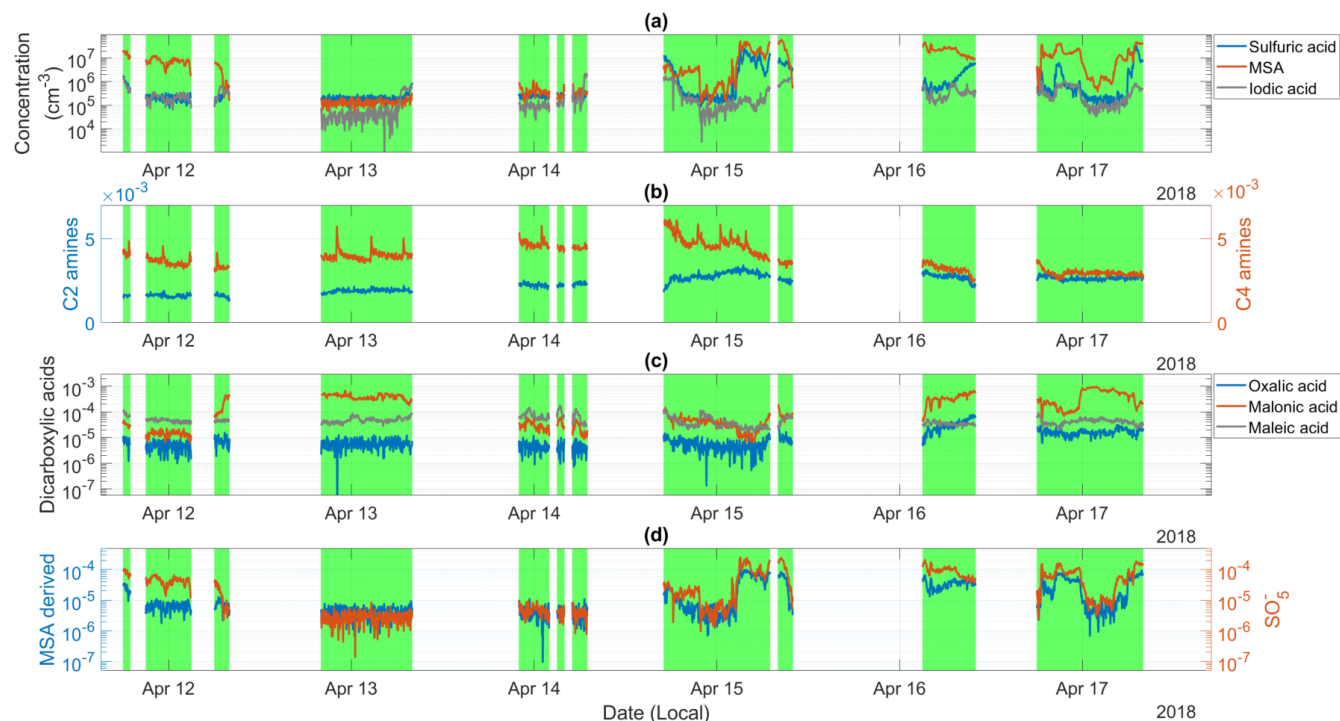 (a)
Concentration
(cm⁻³)
10⁷
10⁶
10⁵
10⁴
Sulfuric acid
MSA
Iodic acid
Apr 12
Apr 13
Apr 14
Apr 15
Apr 16
Apr 17
2018
(b)
×10⁻³
×10⁻³
C2 amines
5
0
C4 amines
5
0
Apr 12
Apr 13
Apr 14
Apr 15
Apr 16
Apr 17
2018
(c)
Dicarboxylic acids
10⁻³
10⁻⁴
10⁻⁵
10⁻⁶
10⁻⁷
Oxalic acid
Malonic acid
Maleic acid
Apr 12
Apr 13
Apr 14
Apr 15
Apr 16
Apr 17
2018
(d)
MSA derived
10⁻⁴
10⁻⁵
10⁻⁶
10⁻⁷
SO₅⁻
10⁻⁴
10⁻⁵
10⁻⁶
10⁻⁷
Apr 12
Apr 13
Apr 14
Apr 15
Apr 16
Apr 17
Date (Local)
2018